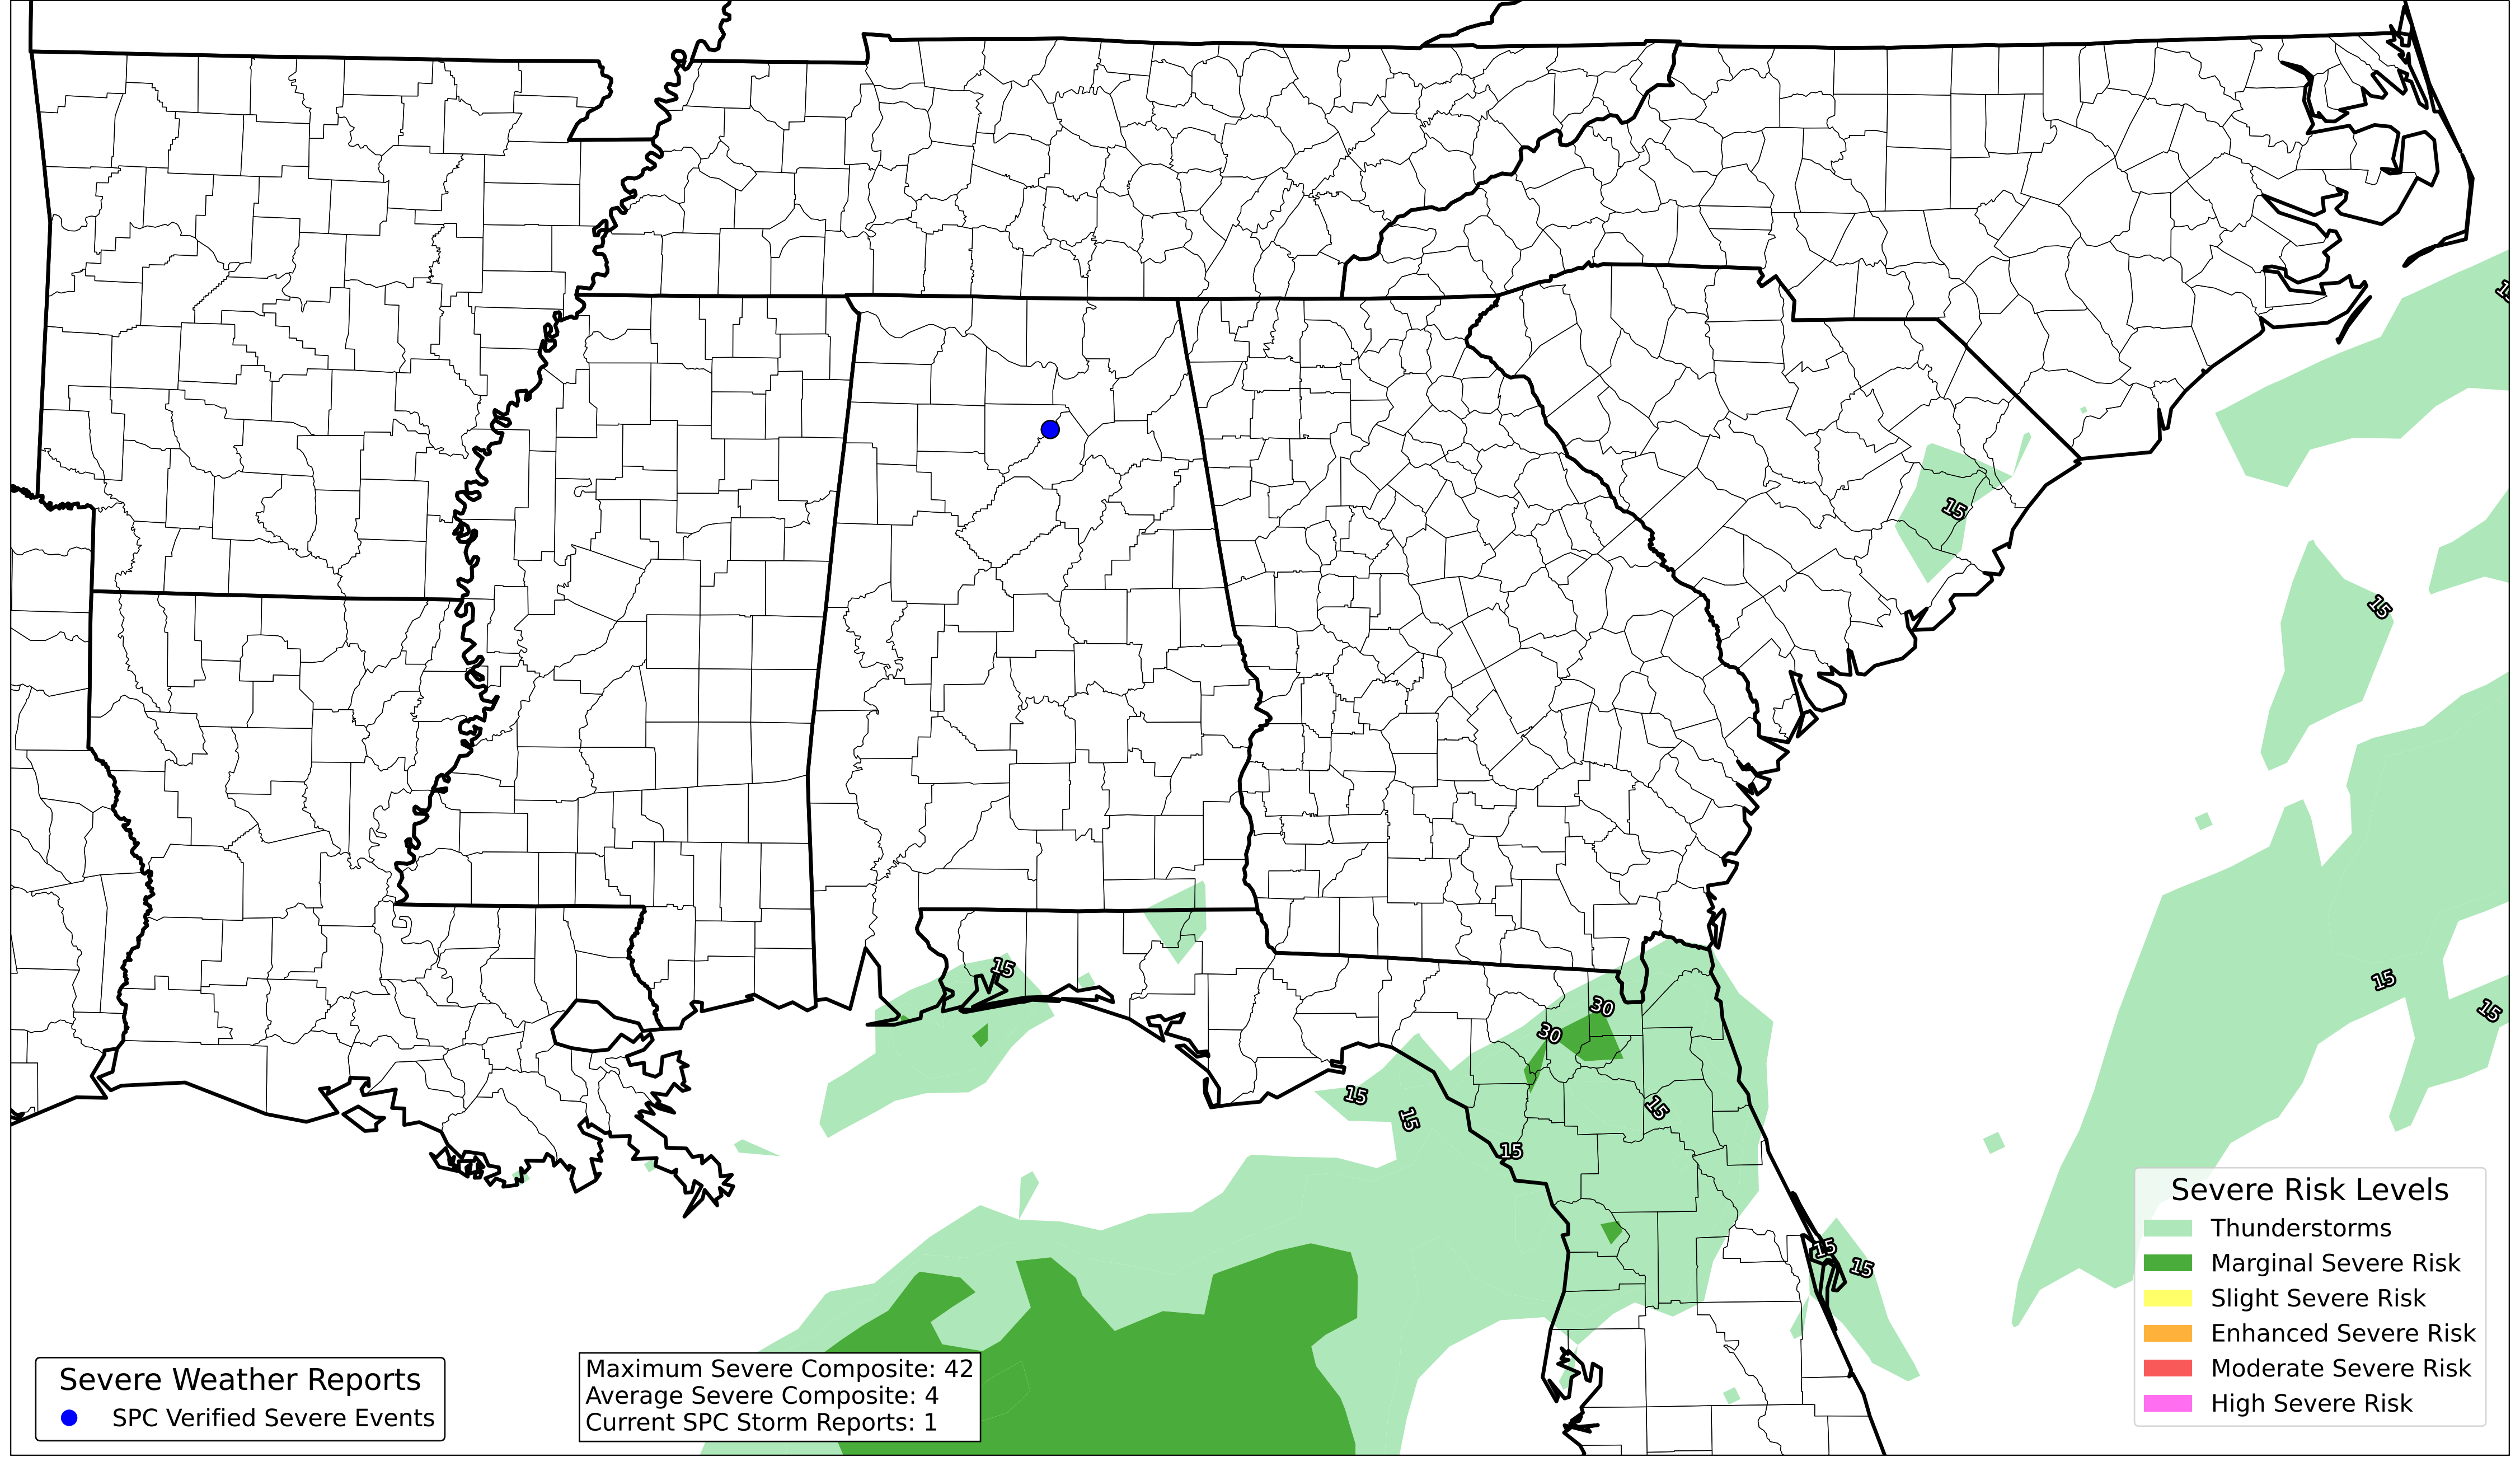 15
15
15
30
30
15
15
15
15
15
15
15
15
Severe Risk Levels
Thunderstorms
Marginal Severe Risk
Slight Severe Risk
Enhanced Severe Risk
Moderate Severe Risk
High Severe Risk
Severe Weather Reports
SPC Verified Severe Events
Maximum Severe Composite: 42
Average Severe Composite: 4
Current SPC Storm Reports: 1